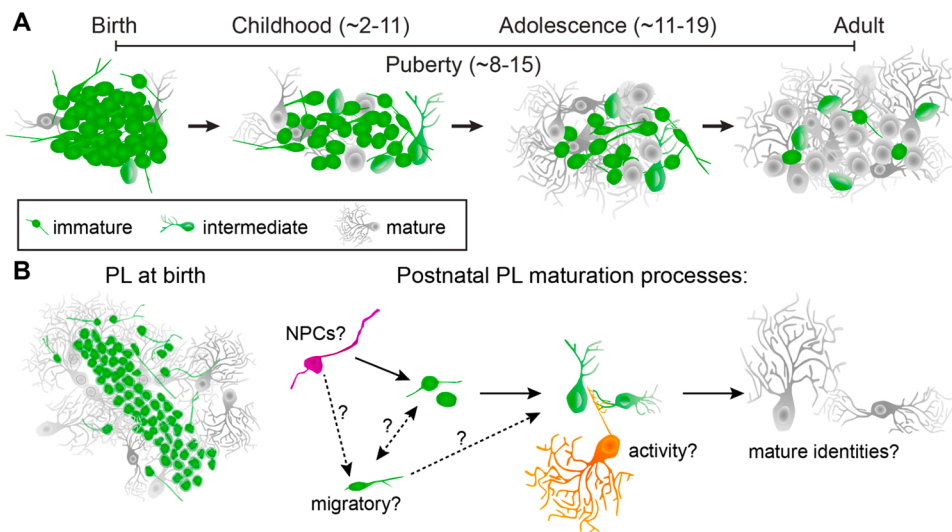 A
Birth
Childhood (~2-11)
Adolescence (~11-19)
Adult
Puberty (~8-15)
immature
intermediate
mature
B
PL at birth
Postnatal PL maturation processes:
NPCs?
?
?
?
migratory?
activity?
mature identities?